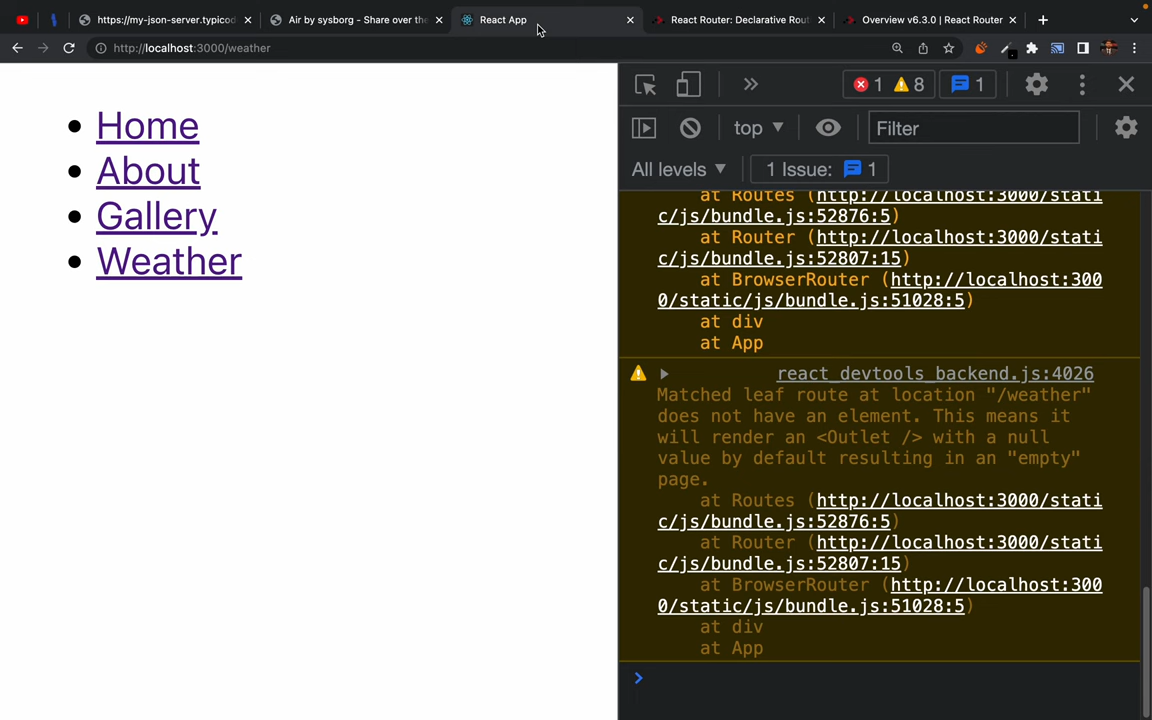 https://my-json-server.typicod
Air by sysborg - Share over the
React App
React Router: Declarative Rout
Overview v6.3.0 | React Router
http://localhost:3000/weather
Home
About
Gallery
Weather
1
8
1
top
Filter
All levels
1 Issue:
1
at Routes (http://localhost:3000/stati
c/js/bundle.js:52876:5)
at Router (http://localhost:3000/stati
c/js/bundle.js:52807:15)
at BrowserRouter (http://localhost:300
0/static/js/bundle.js:51028:5)
at div
at App
react_devtools_backend.js:4026
Matched leaf route at location "/weather"
does not have an element. This means it
will render an <Outlet /> with a null
value by default resulting in an "empty"
page.
at Routes (http://localhost:3000/stati
c/js/bundle.js:52876:5)
at Router (http://localhost:3000/stati
c/js/bundle.js:52807:15)
at BrowserRouter (http://localhost:300
0/static/js/bundle.js:51028:5)
at div
at App